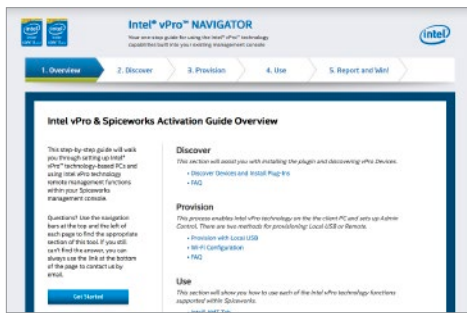 Intel® vPro™ NAVIGATOR
Your one stop guide for using the Intel® vPro™ technology
capabilities built into your existing management console
intel
1. Overview
2. Discover
3. Provision
4. Use
5. Report and Win!
Intel vPro & Spiceworks Activation Guide Overview
This step-by-step guide will walk
you through setting up Intel®
vPro™ technology-based PCs and
using Intel vPro technology
remote management functions
within your Spiceworks
management console.
Questions? Use the navigation
bars at the top and the left of
each page to find the appropriate
section of this tool. If you still
can't find the answer, you can
always use the link at the bottom
of the page to contact us by
email.
Get Started
Discover
This section will assist you with installing the plugin and discovering vPro Devices.
• Discover Devices and Install Plug-Ins
• FAQ
Provision
This process enables Intel vPro technology on the the client PC and sets up Admin
Control. There are two methods for provisioning: Local USB or Remote.
• Provision with Local USB
• Wi-Fi Configuration
• FAQ
Use
This section will show you how to use each of the Intel vPro technology functions
supported within Spiceworks.